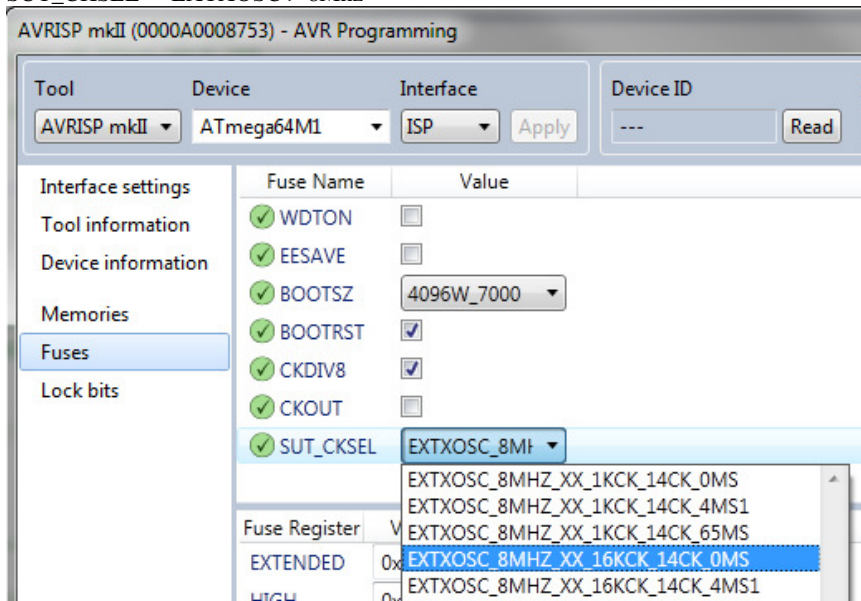 AVRISP mkII (0000A0008753) - AVR Programming
Tool Device Interface Device ID
AVRISP mkII ATmega64M1 ISP Apply --- Read
Interface settings
Tool information
Device information
Memories
Fuses
Lock bits
Fuse Name Value
WDTON
EESAVE
BOOTSZ 4096W_7000
BOOTRST
CKDIV8
CKOUT
SUT_CKSEL EXTXOSC_8MH
EXTXOSC_8MHZ_XX_1KCK_14CK_0MS
EXTXOSC_8MHZ_XX_1KCK_14CK_4MS1
EXTXOSC_8MHZ_XX_1KCK_14CK_65MS
EXTXOSC_8MHZ_XX_16KCK_14CK_0MS
EXTXOSC_8MHZ_XX_16KCK_14CK_4MS1
Fuse Register V
EXTENDED 0x
HIGH